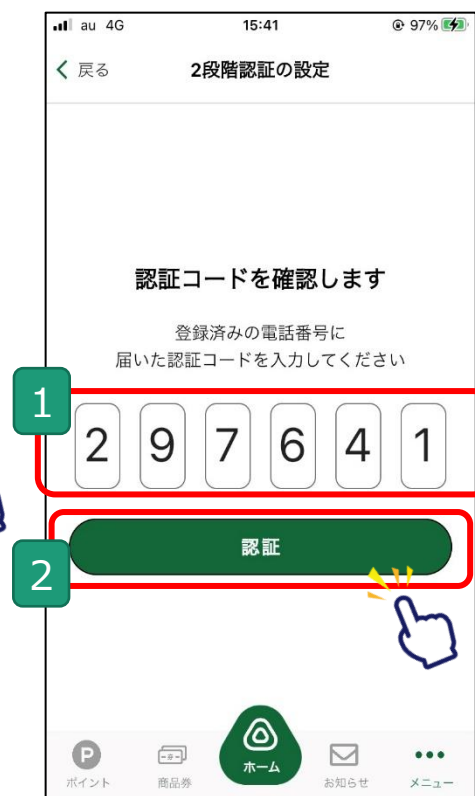 au 4G 15:41 97%
戻る 2段階認証の設定
認証コードを確認します
登録済みの電話番号に
届いた認証コードを入力してください
1
2 9 7 6 4 1
認証
2
P
ポイント 商品券 ホーム お知らせ メニュー